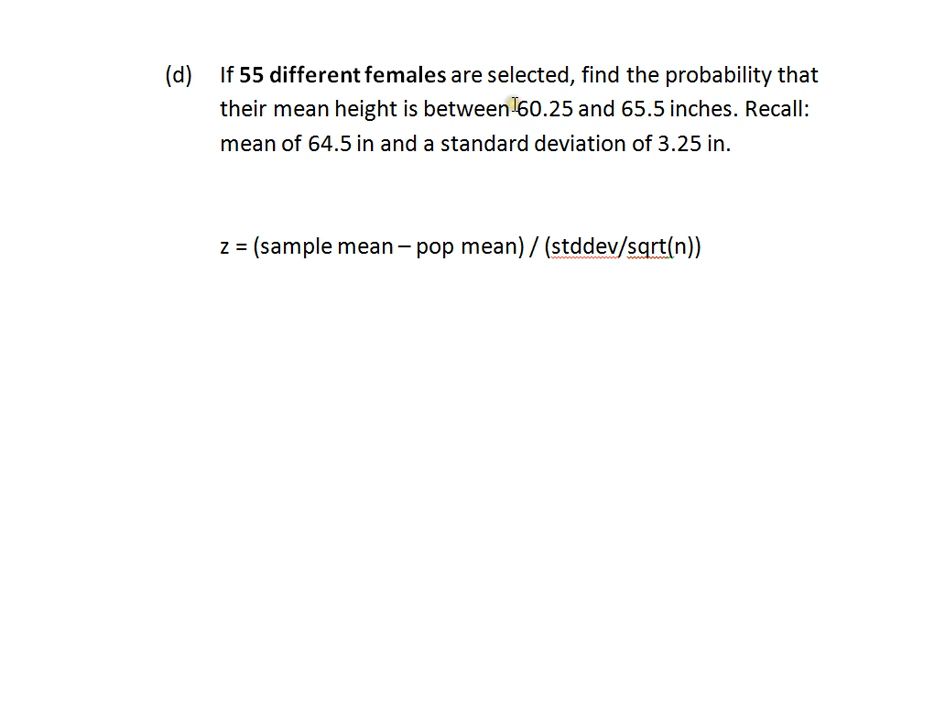 (d) If 55 different females are selected, find the probability that
their mean height is between 60.25 and 65.5 inches. Recall:
mean of 64.5 in and a standard deviation of 3.25 in.
z = (sample mean – pop mean) / (stddev/sqrt(n))